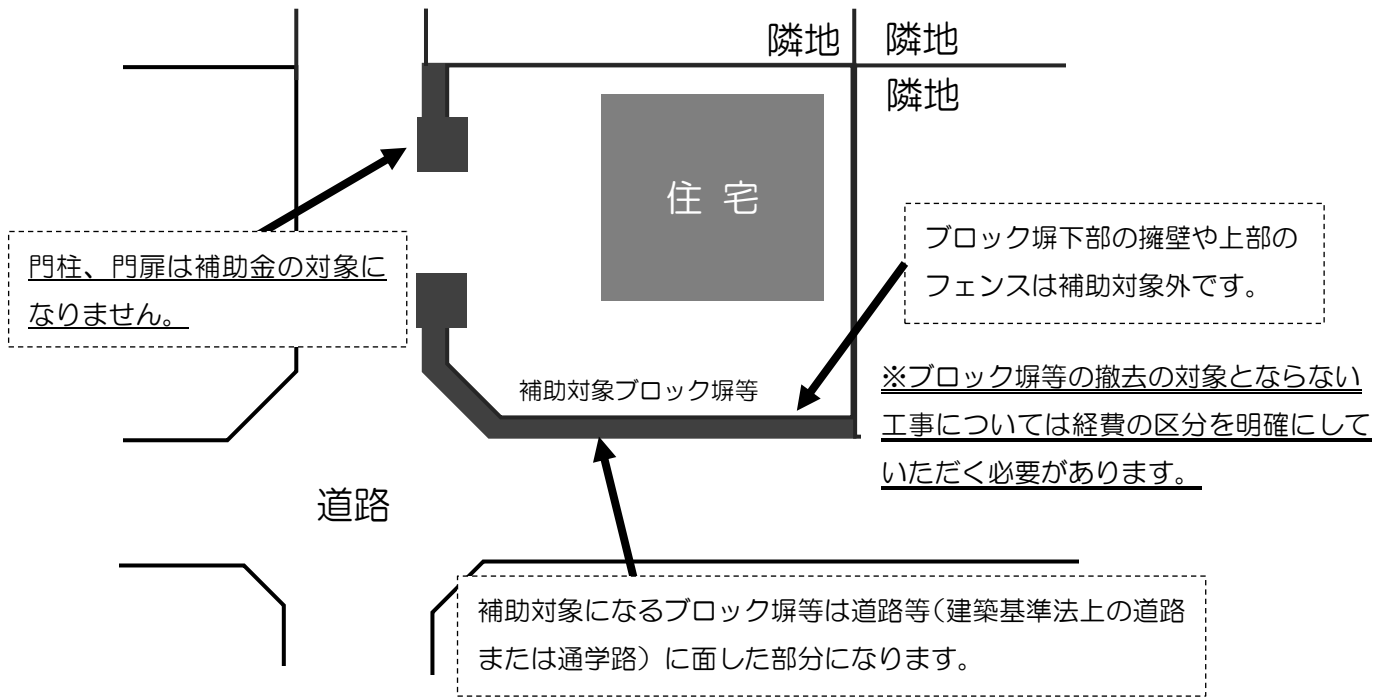 隣地
隣地
隣地
住 宅
門柱、門扉は補助金の対象に
なりません。
ブロック塀下部の擁壁や上部の
フェンスは補助対象外です。
補助対象ブロック塀等
※ブロック塀等の撤去の対象とならない
工事については経費の区分を明確にして
いただく必要があります。
道路
補助対象になるブロック塀等は道路等(建築基準法上の道路
または通学路)に面した部分になります。